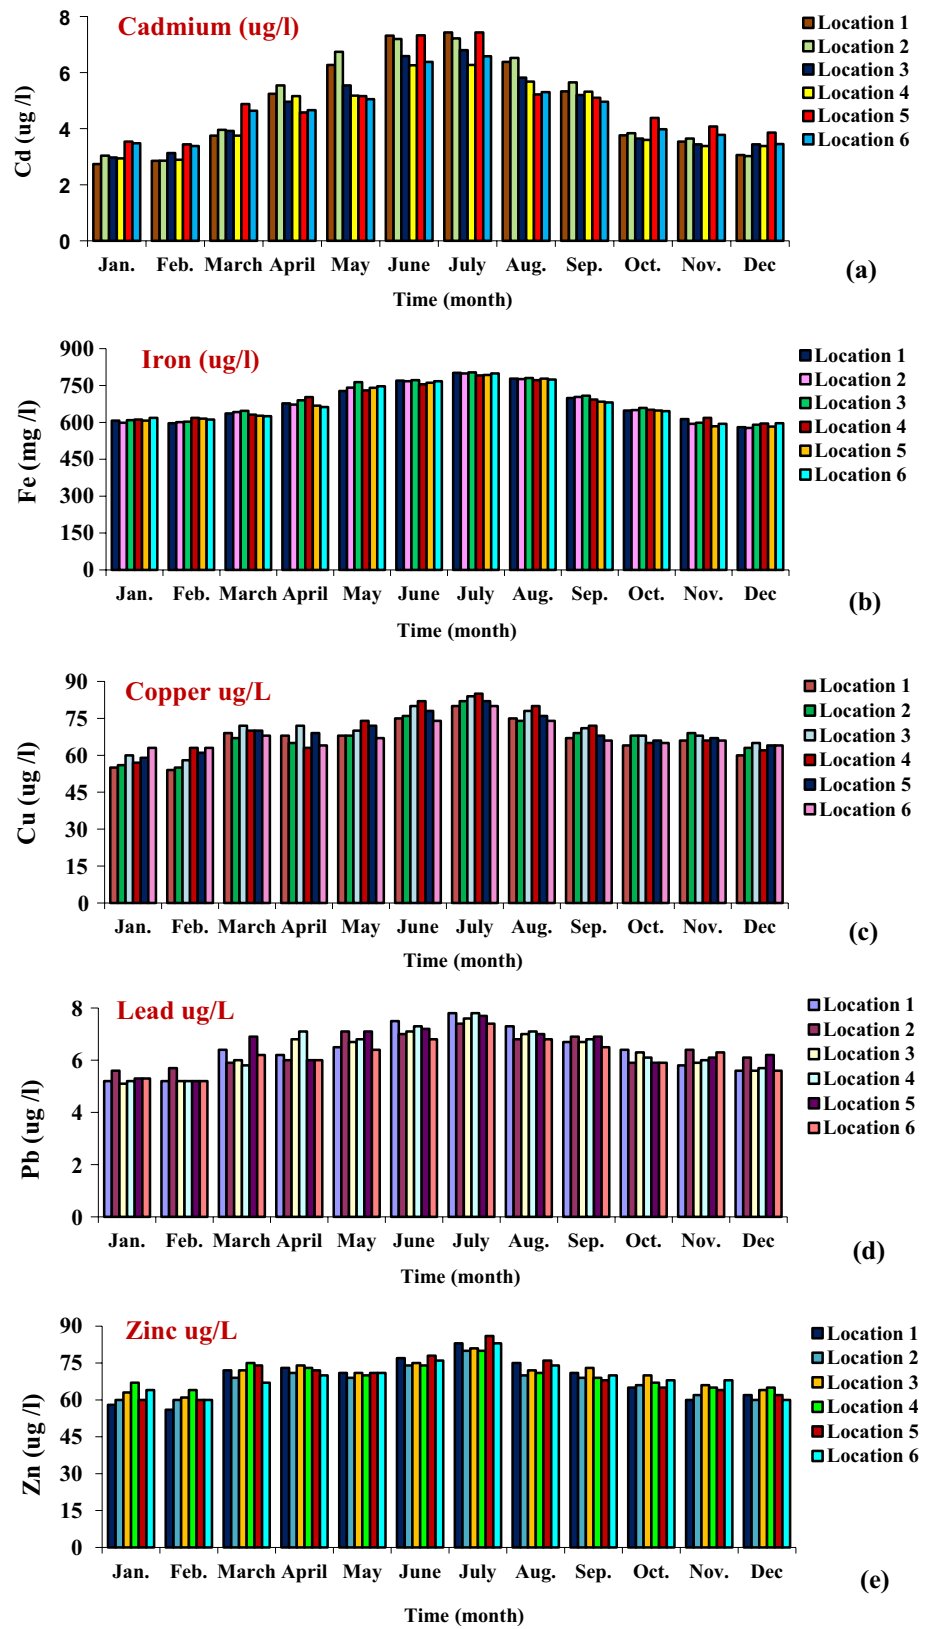 Cadmium (ug/l)
8
6
4
2
0
Cd (ug /l)
Jan. Feb. March April May June July Aug. Sep. Oct. Nov. Dec
Time (month)
Location 1
Location 2
Location 3
Location 4
Location 5
Location 6
(a)
Iron (ug/l)
900
750
600
450
300
150
0
Fe (mg /l)
Jan. Feb. March April May June July Aug. Sep. Oct. Nov. Dec
Time (month)
Location 1
Location 2
Location 3
Location 4
Location 5
Location 6
(b)
Copper ug/L
90
75
60
45
30
15
0
Cu (ug /l)
Jan. Feb. March April May June July Aug. Sep. Oct. Nov. Dec
Time (month)
Location 1
Location 2
Location 3
Location 4
Location 5
Location 6
(c)
Lead ug/L
8
6
4
2
0
Pb (ug /l)
Jan. Feb. March April May June July Aug. Sep. Oct. Nov. Dec
Time (month)
Location 1
Location 2
Location 3
Location 4
Location 5
Location 6
(d)
Zinc ug/L
90
75
60
45
30
15
0
Zn (ug /l)
Jan. Feb. March April May June July Aug. Sep. Oct. Nov. Dec
Time (month)
Location 1
Location 2
Location 3
Location 4
Location 5
Location 6
(e)